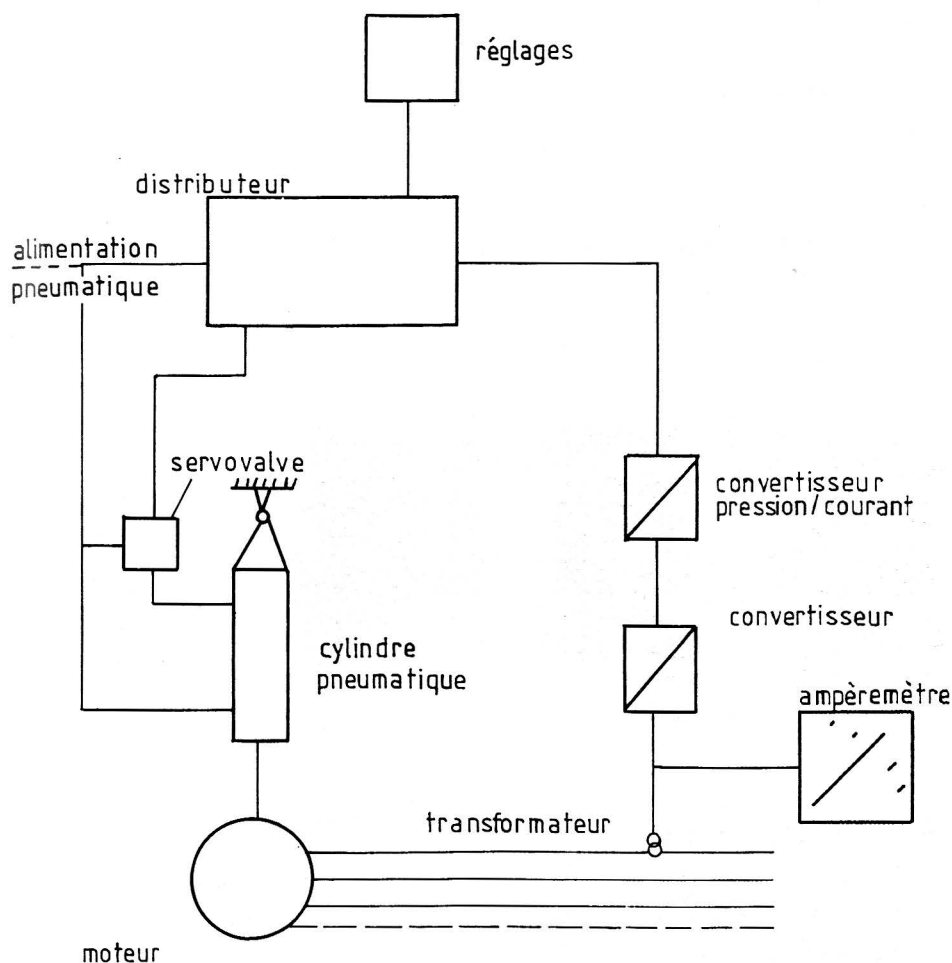 réglages
distributeur
alimentation
pneumatique
servovalve
convertisseur
pression/courant
convertisseur
cylindre
pneumatique
ampèremètre
transformateur
moteur